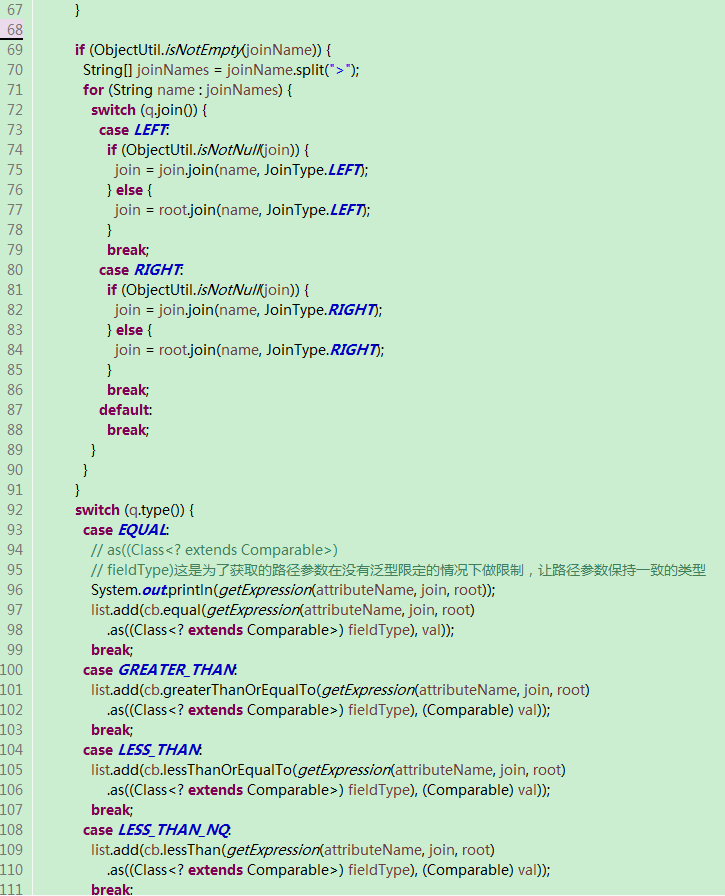 67 }
68
69 if (ObjectUtil.isNotEmpty(joinName)) {
70 String[] joinNames = joinName.split(">");
71 for (String name : joinNames) {
72 switch (q.join()) {
73 case LEFT:
74 if (ObjectUtil.isNotNull(join)) {
75 join = join.join(name, JoinType.LEFT);
76 } else {
77 join = root.join(name, JoinType.LEFT);
78 }
79 break;
80 case RIGHT:
81 if (ObjectUtil.isNotNull(join)) {
82 join = join.join(name, JoinType.RIGHT);
83 } else {
84 join = root.join(name, JoinType.RIGHT);
85 }
86 break;
87 default:
88 break;
89 }
90 }
91 }
92 switch (q.type()) {
93 case EQUAL:
94 // as((Class<? extends Comparable>)
95 // fieldType)这是为了获取的路径参数在没有泛型限定的情况下做限制，让路径参数保持一致的类型
96 System.out.println(getExpression(attributeName, join, root));
97 list.add(cb.equal(getExpression(attributeName, join, root)
98 .as((Class<? extends Comparable>) fieldType), val));
99 break;
100 case GREATER_THAN:
101 list.add(cb.greaterThanOrEqualTo(getExpression(attributeName, join, root)
102 .as((Class<? extends Comparable>) fieldType), (Comparable) val));
103 break;
104 case LESS_THAN:
105 list.add(cb.lessThanOrEqualTo(getExpression(attributeName, join, root)
106 .as((Class<? extends Comparable>) fieldType), (Comparable) val));
107 break;
108 case LESS_THAN_NQ:
109 list.add(cb.lessThan(getExpression(attributeName, join, root)
110 .as((Class<? extends Comparable>) fieldType), (Comparable) val));
111 break;